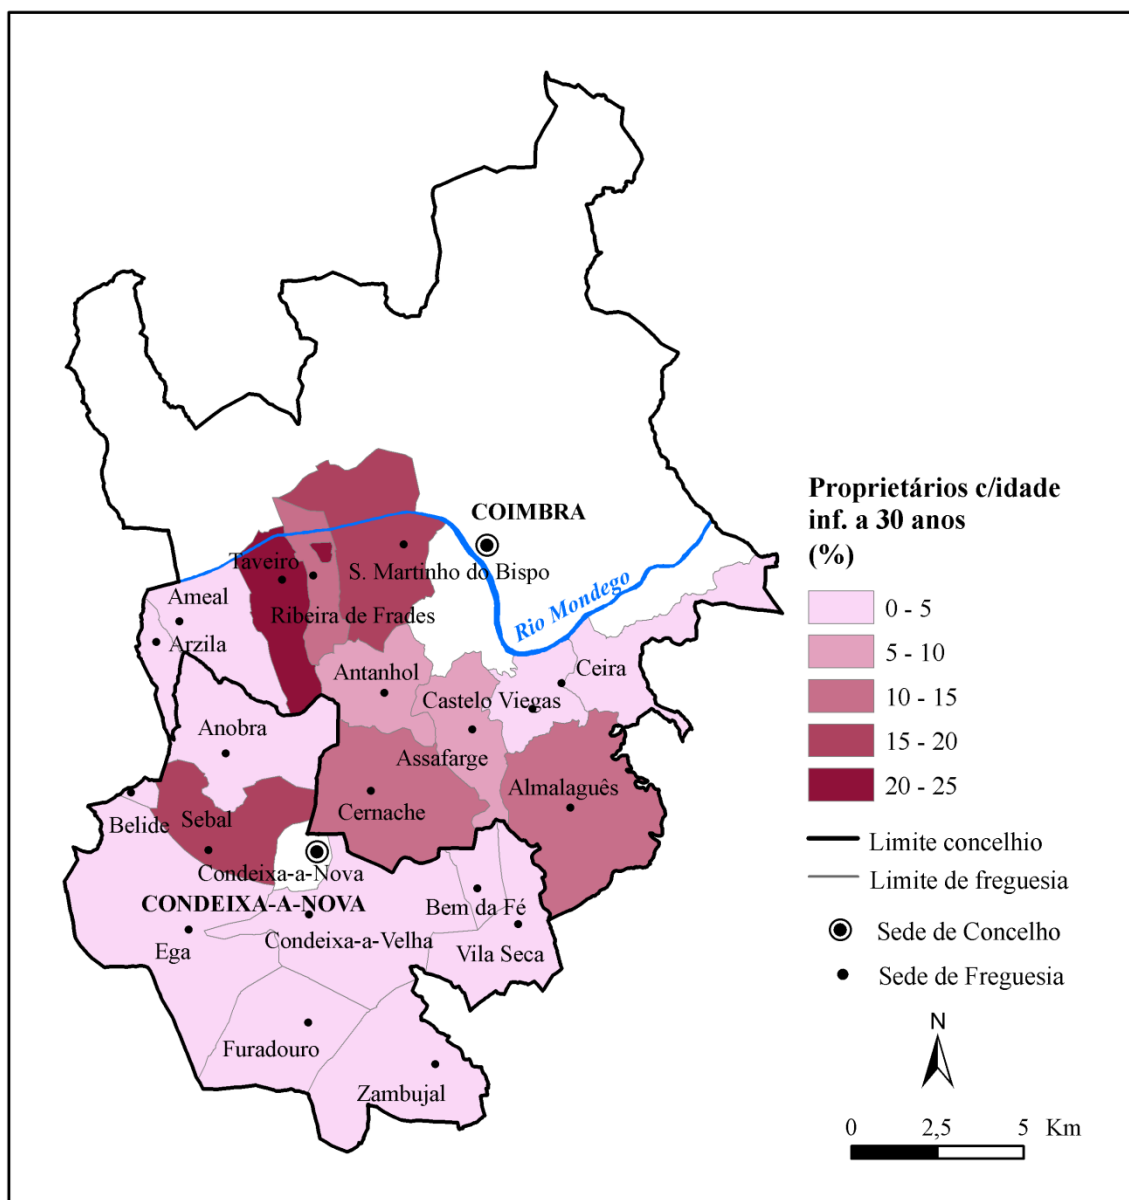 COIMBRA
Taveiro
S. Martinho do Bispo
Ameal
Ribeira de Frades
Rio Mondego
Arzila
Antanhol
Ceira
Castelo Viegas
Anobra
Assafarge
Almalaguês
Cernache
Belide
Sebal
Condeixa-a-Nova
CONDEIXA-A-NOVA
Bem da Fé
Condeixa-a-Velha
Ega
Vila Seca
Furadouro
Zambujal
Proprietários c/idade
inf. a 30 anos
(%)
0 - 5
5 - 10
10 - 15
15 - 20
20 - 25
Limite concelhio
Limite de freguesia
Sede de Concelho
Sede de Freguesia
N
0 2,5 5 Km